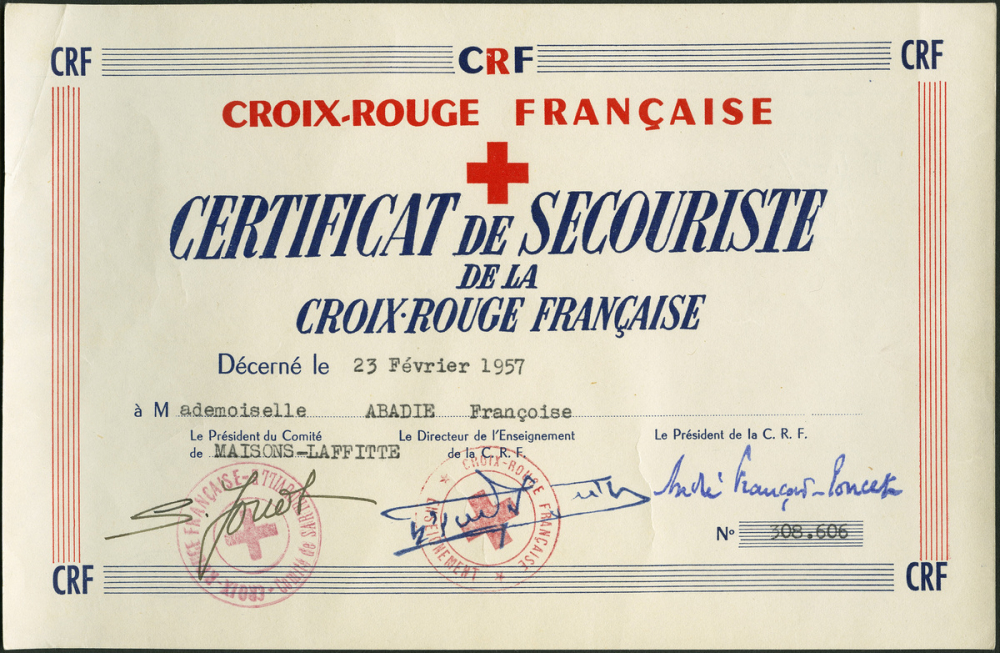 CRF CRF CRF
CROIX-ROUGE FRANÇAISE
CERTIFICAT DE SECOURISTE
DE LA
CROIX-ROUGE FRANÇAISE
Décerné le 23 Février 1957
à M ademoiselle ABADIE Françoise
Le Président du Comité Le Directeur de l'Enseignement Le Président de la C. R. F.
de MAISONS-LAFFITTE de la C. R. F.
André François-Poncet
CROIX-ROUGE FRANÇAISE
No 308.606
CRF CRF